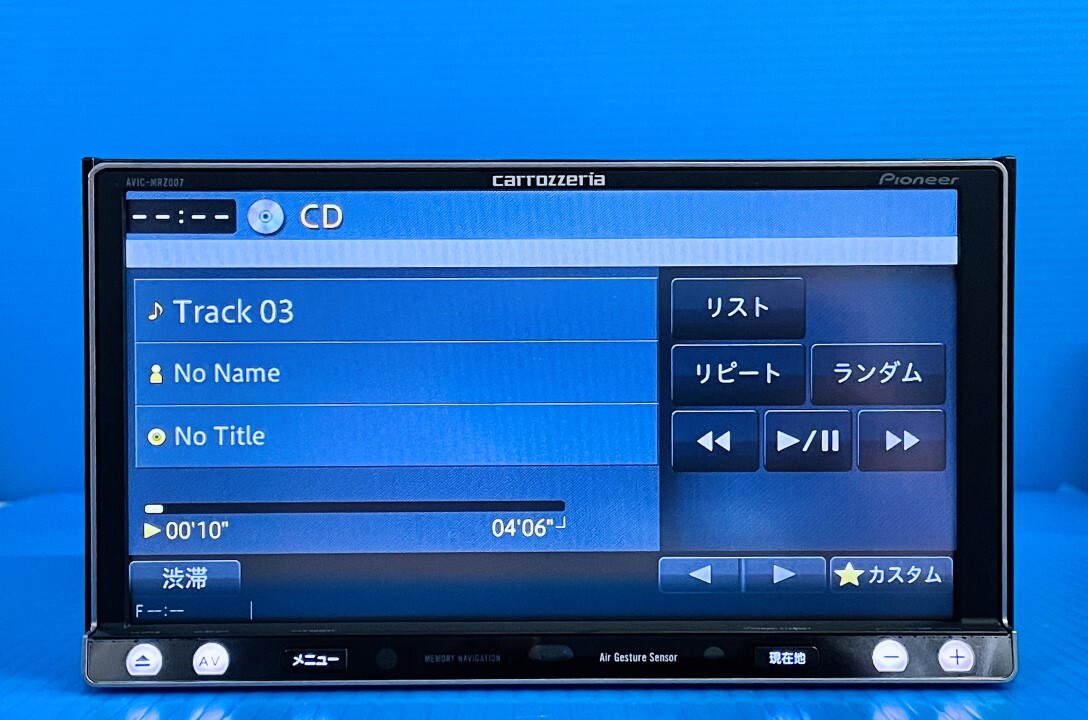 AVIC-MRZ007
carrozzeria
Pioneer
--:--
CD
Track 03
リスト
No Name
リピート
ランダム
No Title
00'10"
04'06"
渋滞
カスタム
F --:--
AV
メニュー
MEMORY NAVIGATION
Air Gesture Sensor
現在地